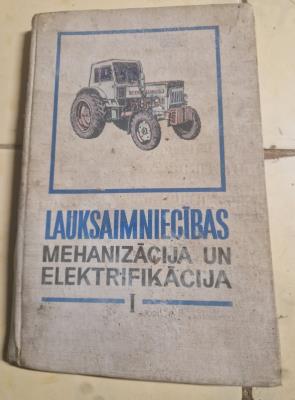 LAUKSAIMNIECĪBAS
MEHANIZĀCIJA UN
ELEKTRIFIKĀCIJA
I